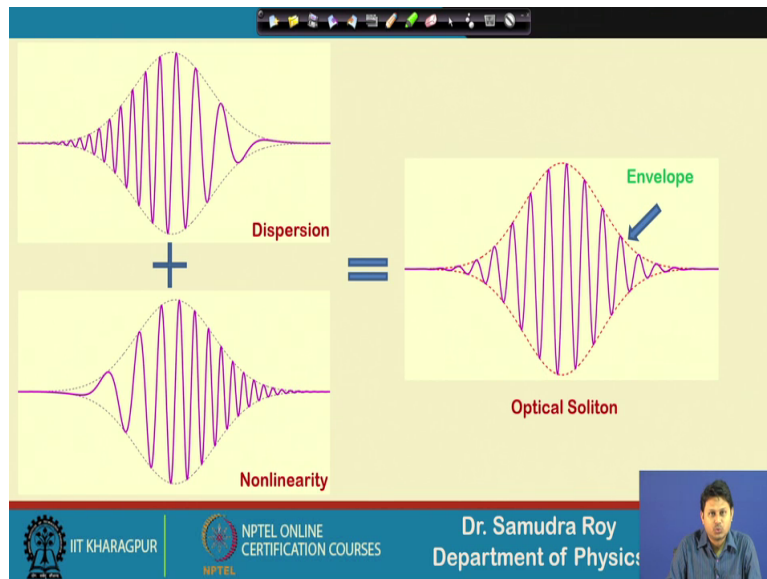 Dispersion
Envelope
Optical Soliton
Nonlinearity
IIT KHARAGPUR
NPTEL
NPTEL ONLINE
CERTIFICATION COURSES
Dr. Samudra Roy
Department of Physics